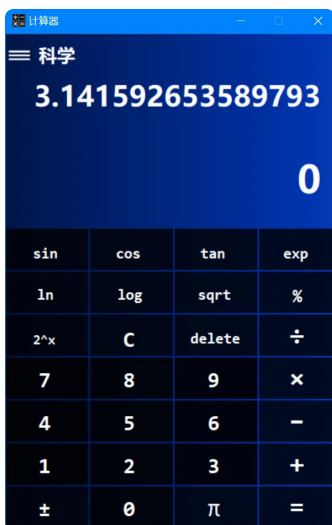 计算器
科学
3.141592653589793
0
sin cos tan exp
ln log sqrt %
2^x C delete ÷
7 8 9 ×
4 5 6 −
1 2 3 +
± 0 π =